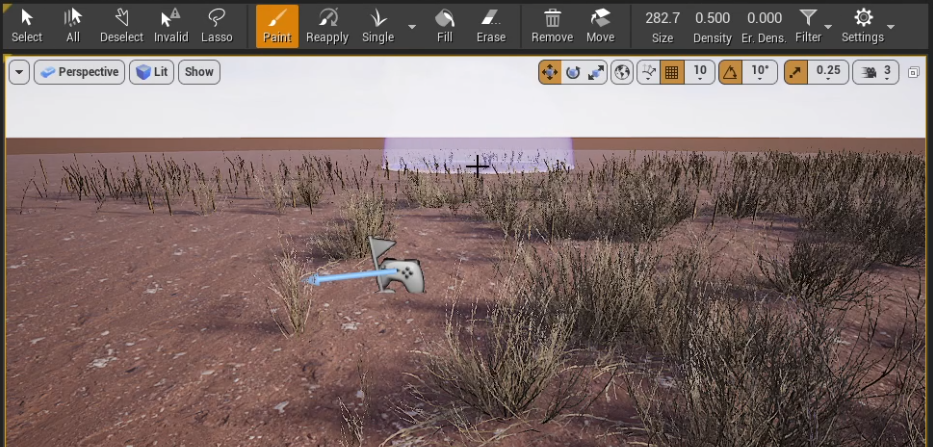 282.7 0.500 0.000
Select All Deselect Invalid Lasso Paint Reapply Single Fill Erase Remove Move Size Density Er. Dens. Filter Settings
Perspective Lit Show 10 10° 0.25 3